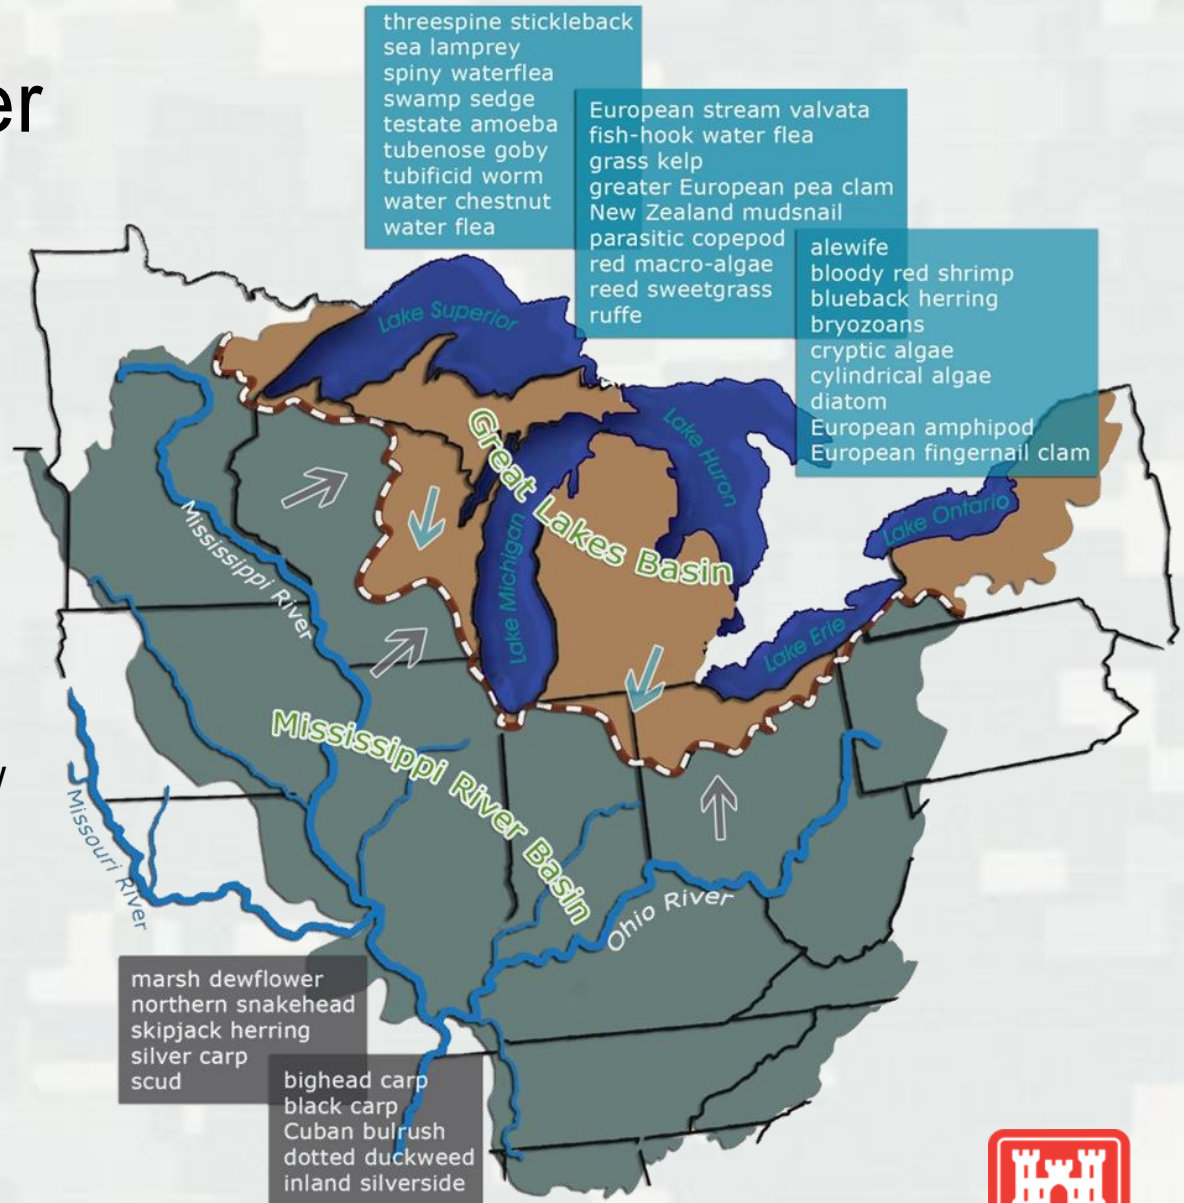 er
threespine stickleback
sea lamprey
spiny waterflea
swamp sedge
testate amoeba
tubenose goby
tubificid worm
water chestnut
water flea
European stream valvata
fish-hook water flea
grass kelp
greater European pea clam
New Zealand mudsnail
parasitic copepod
red macro-algae
reed sweetgrass
ruffe
alewife
bloody red shrimp
blueback herring
bryozoans
cryptic algae
cylindrical algae
diatom
European amphipod
European fingernail clam
Lake Superior
Great Lakes Basin
Lake Huron
Lake Michigan
Lake Ontario
Lake Erie
Mississippi River
Mississippi River Basin
Missouri River
Ohio River
marsh dewflower
northern snakehead
skipjack herring
silver carp
scud
bighead carp
black carp
Cuban bulrush
dotted duckweed
inland silverside